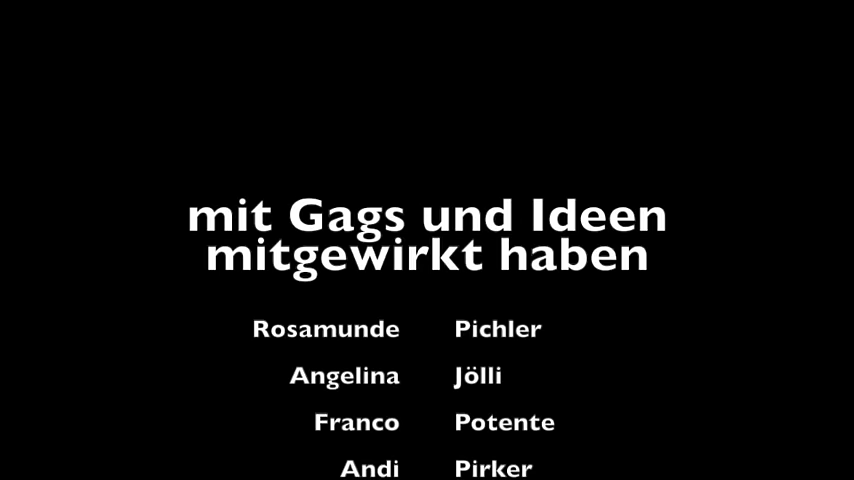 mit Gags und Ideen
mitgewirkt haben
Rosamunde Pichler
Angelina Jölli
Franco Potente
Andi Pirker